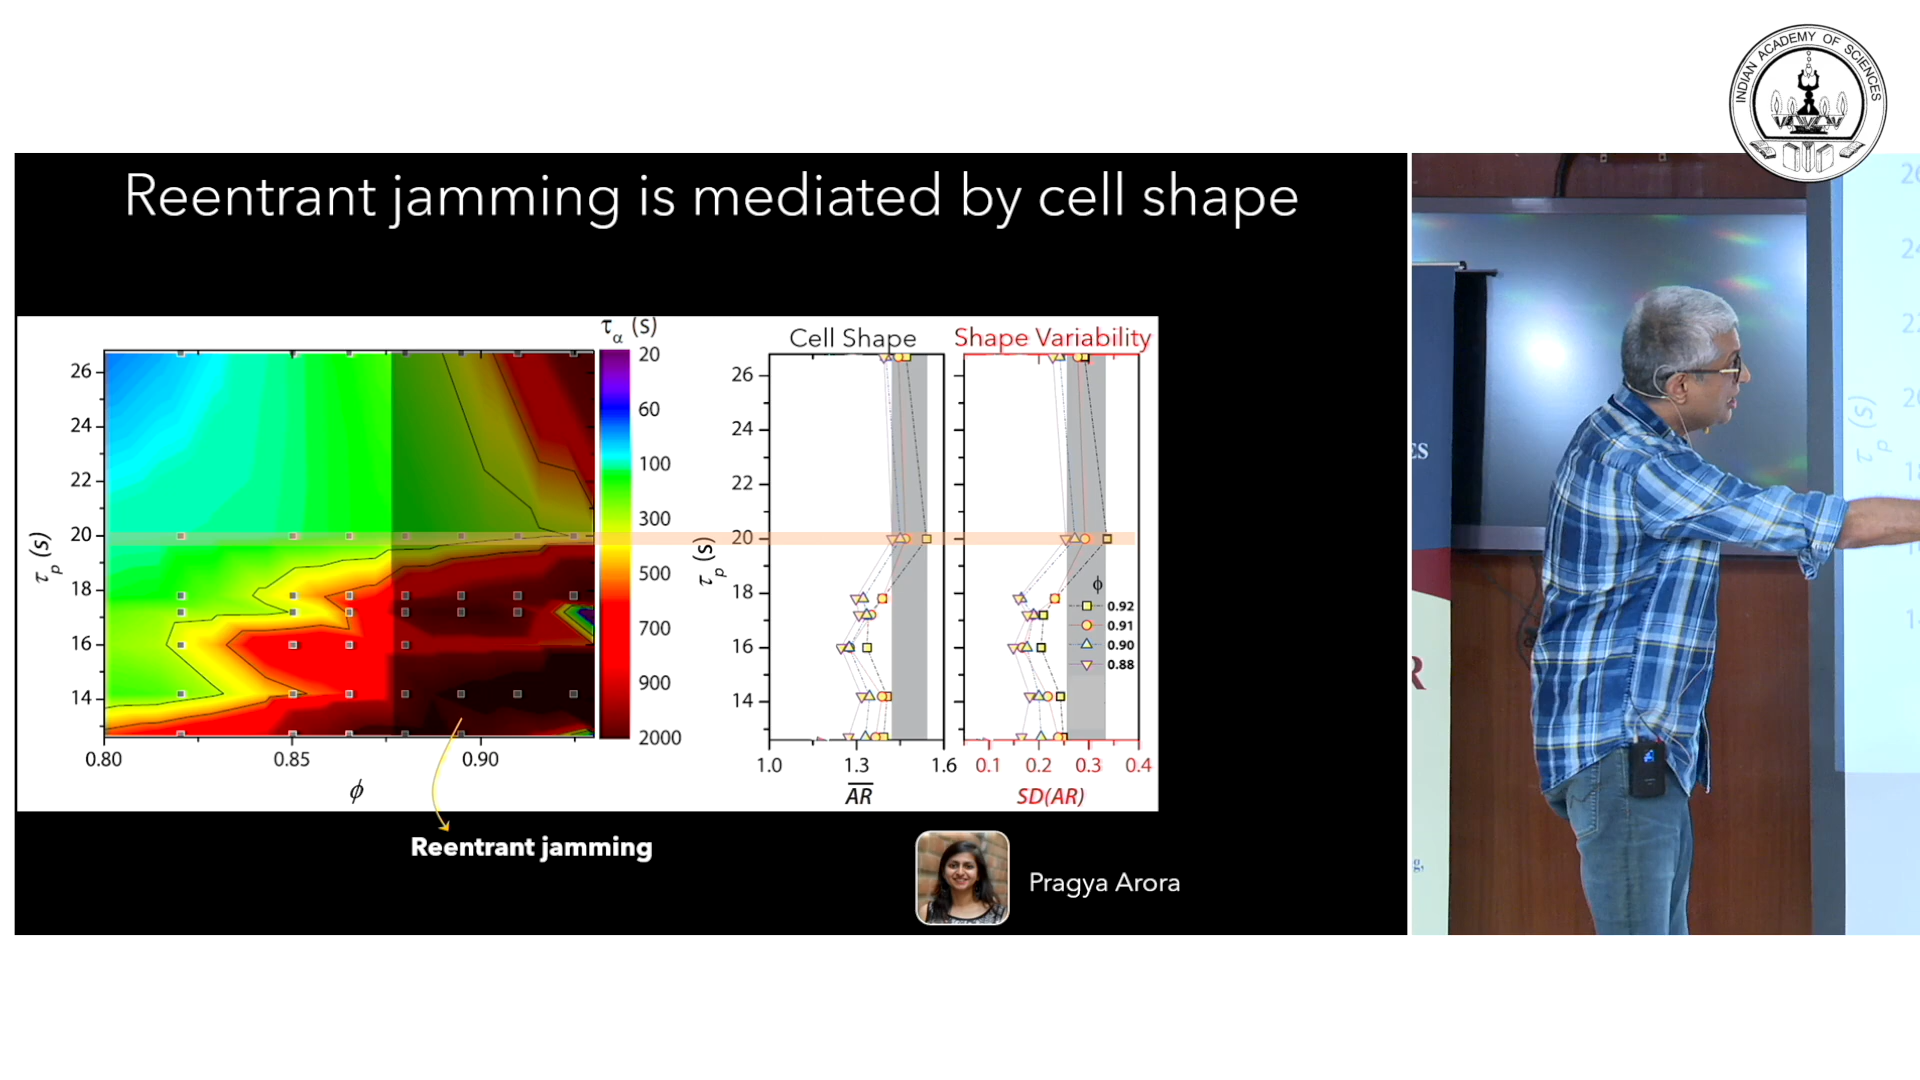 INDIAN ACADEMY OF SCIENCES
Reentrant jamming is mediated by cell shape
τα (s)
Cell Shape
Shape Variability
26
24
22
20
18
16
14
τp (s)
0.80
0.85
0.90
ϕ
20
60
100
300
500
700
900
2000
26
24
22
20
18
16
14
τp (s)
1.0
1.3
1.6
AR
ϕ
0.92
0.91
0.90
0.88
0.1
0.2
0.3
0.4
SD(AR)
Reentrant jamming
Pragya Arora
ES
R
g,
τp (s)